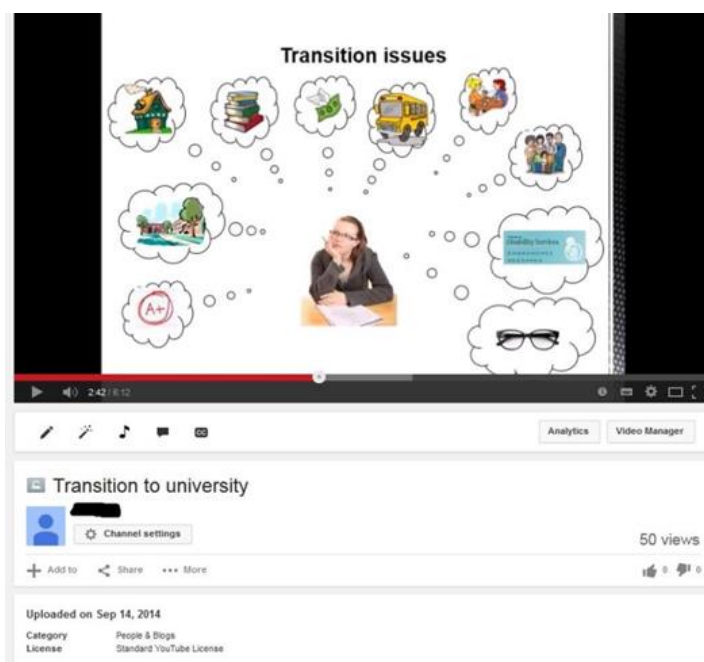 Transition issues
A+
Disability Services
2:42 / 6:12
Analytics
Video Manager
Transition to university
Channel settings
50 views
Add to
Share
More
0
0
Uploaded on Sep 14, 2014
Category People & Blogs
License Standard YouTube License